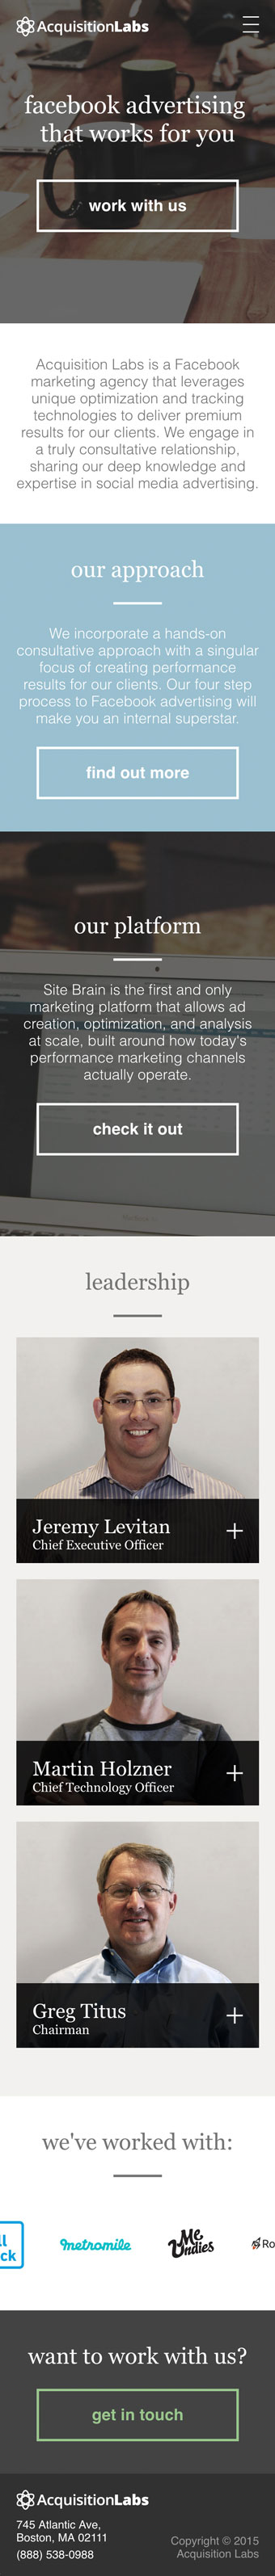 AcquisitionLabs
facebook advertising
that works for you
work with us
Acquisition Labs is a Facebook
marketing agency that leverages
unique optimization and tracking
technologies to deliver premium
results for our clients. We engage in
a truly consultative relationship,
sharing our deep knowledge and
expertise in social media advertising.
our approach
We incorporate a hands-on
consultative approach with a singular
focus of creating performance
results for our clients. Our four step
process to Facebook advertising will
make you an internal superstar.
find out more
our platform
Site Brain is the first and only
marketing platform that allows ad
creation, optimization, and analysis
at scale, built around how today's
performance marketing channels
actually operate.
check it out
leadership
Jeremy Levitan
Chief Executive Officer
Martin Holzner
Chief Technology Officer
Greg Titus
Chairman
we've worked with:
metromile
Me
Undies
Ro
ck
want to work with us?
get in touch
AcquisitionLabs
745 Atlantic Ave,
Boston, MA 02111
(888) 538-0988
Copyright © 2015
Acquisition Labs